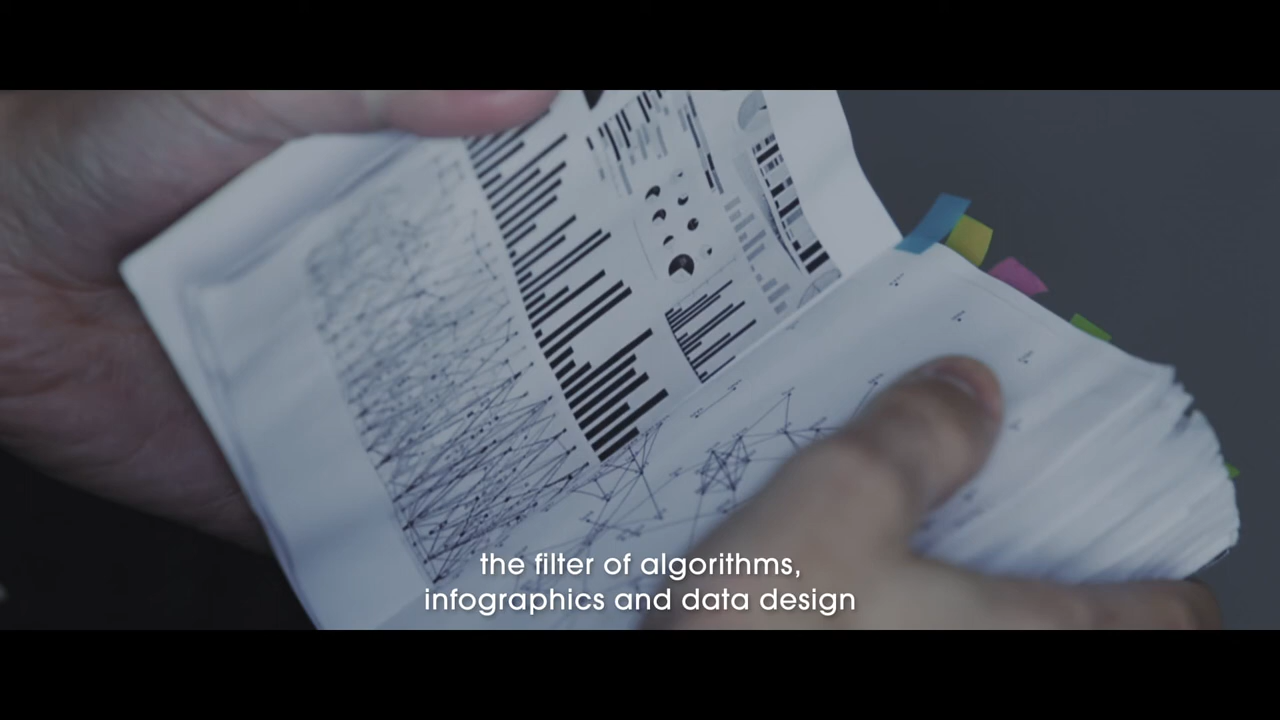 the filter of algorithms,
infographics and data design